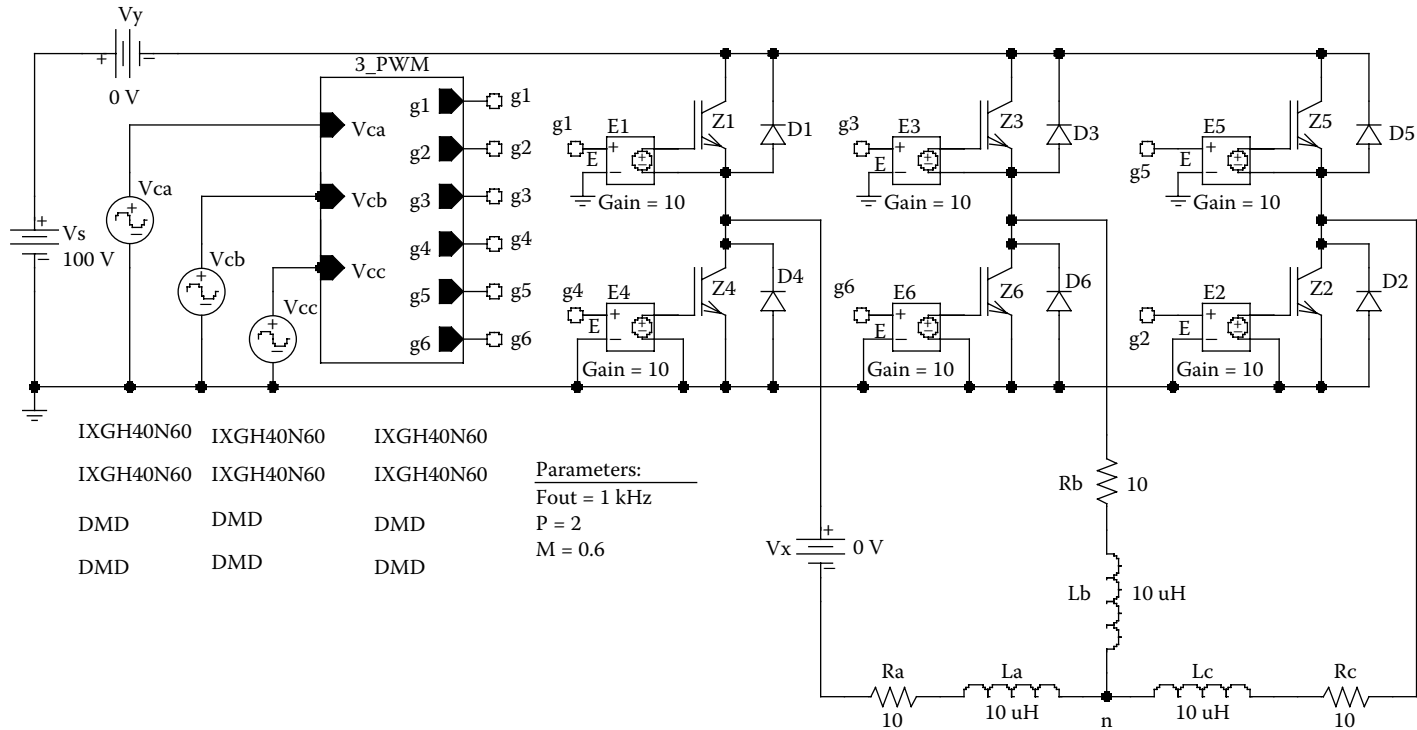 Vy
+ −
0 V
3_PWM
Vca
Vcb
Vcc
g1
g2
g3
g4
g5
g6
g1
g2
g3
g4
g5
g6
Vs
100 V
+
−
Vca
+
−
Vcb
+
−
Vcc
+
−
g1
E1
E
+
−
Gain = 10
Z1
D1
g3
E3
E
+
−
Gain = 10
Z3
D3
g5
E5
E
+
−
Gain = 10
Z5
D5
g4
E4
E
+
−
Gain = 10
Z4
D4
g6
E6
E
+
−
Gain = 10
Z6
D6
g2
E2
E
+
−
Gain = 10
Z2
D2
IXGH40N60 IXGH40N60 IXGH40N60
IXGH40N60 IXGH40N60 IXGH40N60
DMD DMD DMD
DMD DMD DMD
Parameters:
Fout = 1 kHz
P = 2
M = 0.6
Rb 10
Vx + 0 V
−
Lb 10 uH
Ra
10
La
10 uH
n
Lc
10 uH
Rc
10